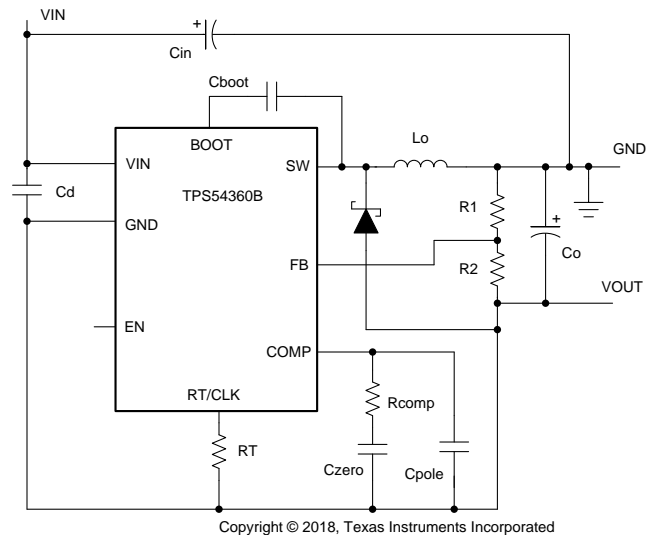 VIN
Cin
+
Cboot
Lo
GND
BOOT
VIN
SW
Cd
TPS54360B
R1
+
GND
Co
FB
R2
VOUT
EN
COMP
RT/CLK
Rcomp
RT
Czero
Cpole
Copyright © 2018, Texas Instruments Incorporated